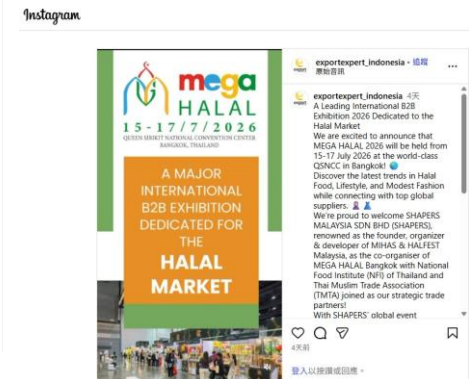 Instagram
mega
HALAL
15-17/7/2026
QUEEN SIRIKIT NATIONAL CONVENTION CENTER
BANGKOK, THAILAND
A MAJOR
INTERNATIONAL
B2B EXHIBITION
DEDICATED FOR
THE
HALAL
MARKET
exportexpert_indonesia • 追蹤
原始音訊
exportexpert_indonesia 4天
A Leading International B2B
Exhibition 2026 Dedicated to the
Halal Market
We are excited to announce that
MEGA HALAL 2026 will be held from
15-17 July 2026 at the world-class
QSNCC in Bangkok! 🌏
Discover the latest trends in Halal
Food, Lifestyle, and Modest Fashion
while connecting with top global
suppliers. 🧕 👗
We're proud to welcome SHAPERS
MALAYSIA SDN BHD (SHAPERS),
renowned as the founder, organizer
& developer of MIHAS & HALFEST
Malaysia, as the co-organiser of
MEGA HALAL Bangkok with National
Food Institute (NFI) of Thailand and
Thai Muslim Trade Association
(TMTA) joined as our strategic trade
partners!
With SHAPERS' global event
4天前
登入以按讚或回應。